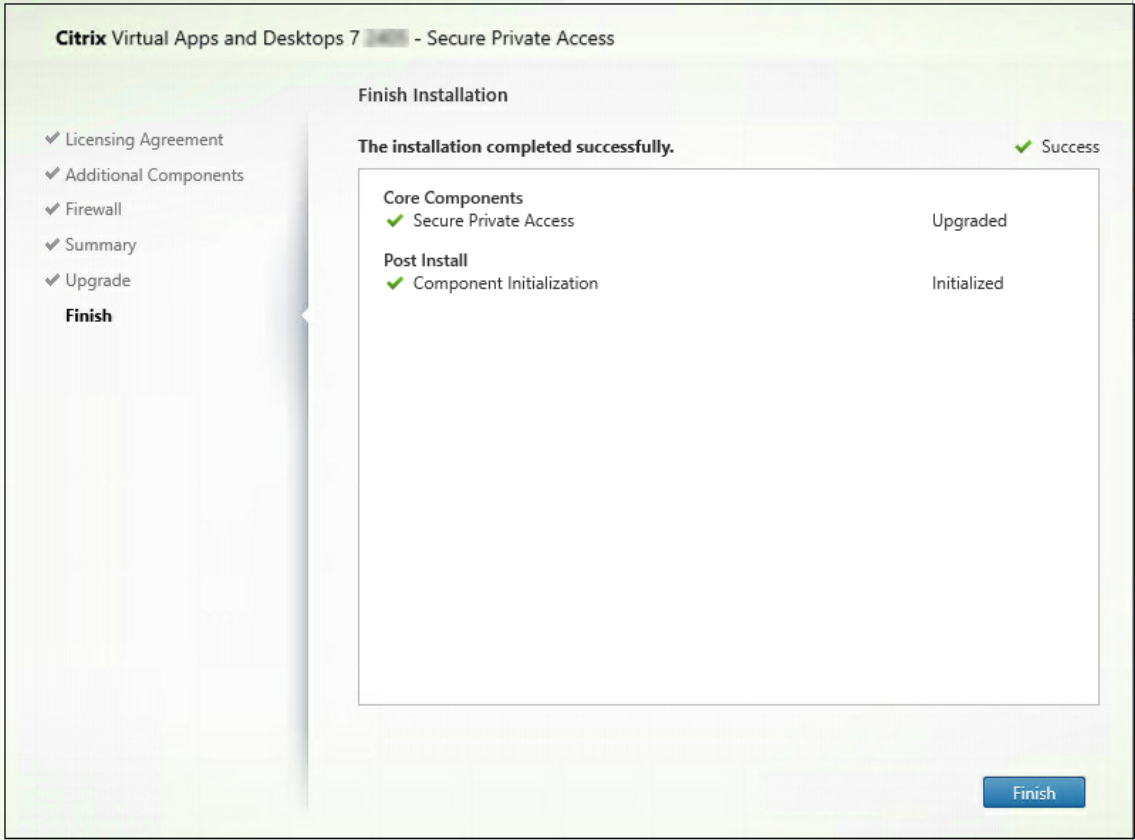 Citrix Virtual Apps and Desktops 7 - Secure Private Access
Finish Installation
Licensing Agreement
Additional Components
Firewall
Summary
Upgrade
Finish
The installation completed successfully.
Success
Core Components
Secure Private Access Upgraded
Post Install
Component Initialization Initialized
Finish